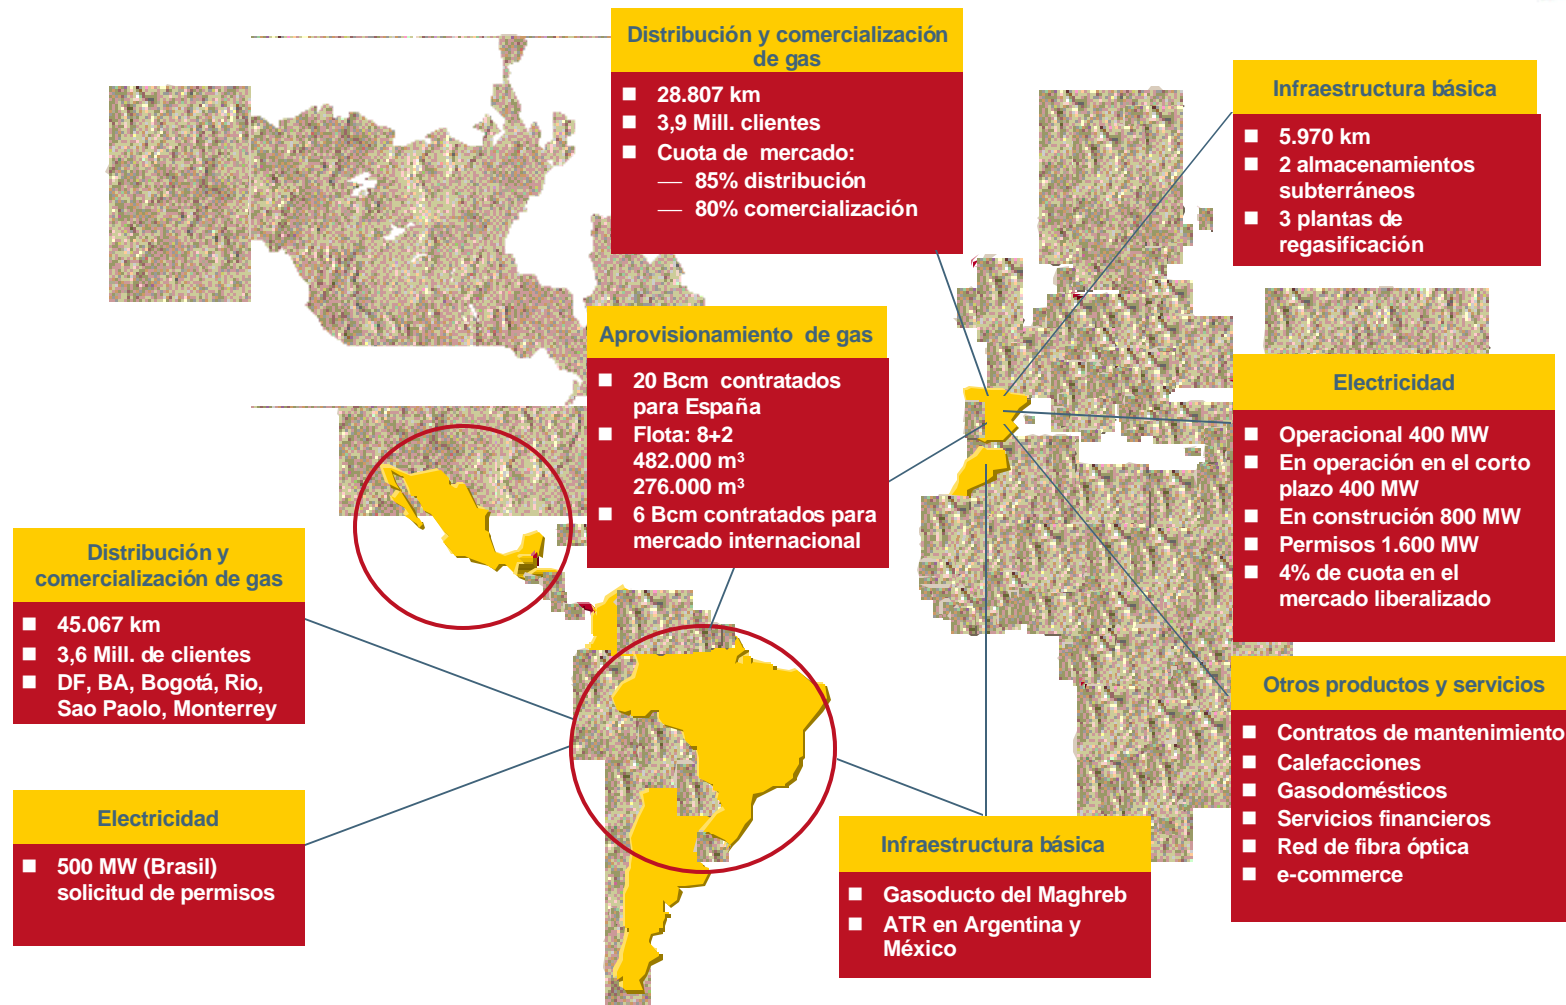 Distribución y comercialización
de gas
28.807 km
3,9 Mill. clientes
Cuota de mercado:
— 85% distribución
— 80% comercialización
Infraestructura básica
5.970 km
2 almacenamientos
subterráneos
3 plantas de
regasificación
Aprovisionamiento de gas
20 Bcm contratados
para España
Flota: 8+2
482.000 m³
276.000 m³
6 Bcm contratados para
mercado internacional
Electricidad
Operacional 400 MW
En operación en el corto
plazo 400 MW
En construción 800 MW
Permisos 1.600 MW
4% de cuota en el
mercado liberalizado
Distribución y
comercialización de gas
45.067 km
3,6 Mill. de clientes
DF, BA, Bogotá, Rio,
Sao Paolo, Monterrey
Otros productos y servicios
Contratos de mantenimiento
Calefacciones
Gasodomésticos
Servicios financieros
Red de fibra óptica
e-commerce
Electricidad
500 MW (Brasil)
solicitud de permisos
Infraestructura básica
Gasoducto del Maghreb
ATR en Argentina y
México